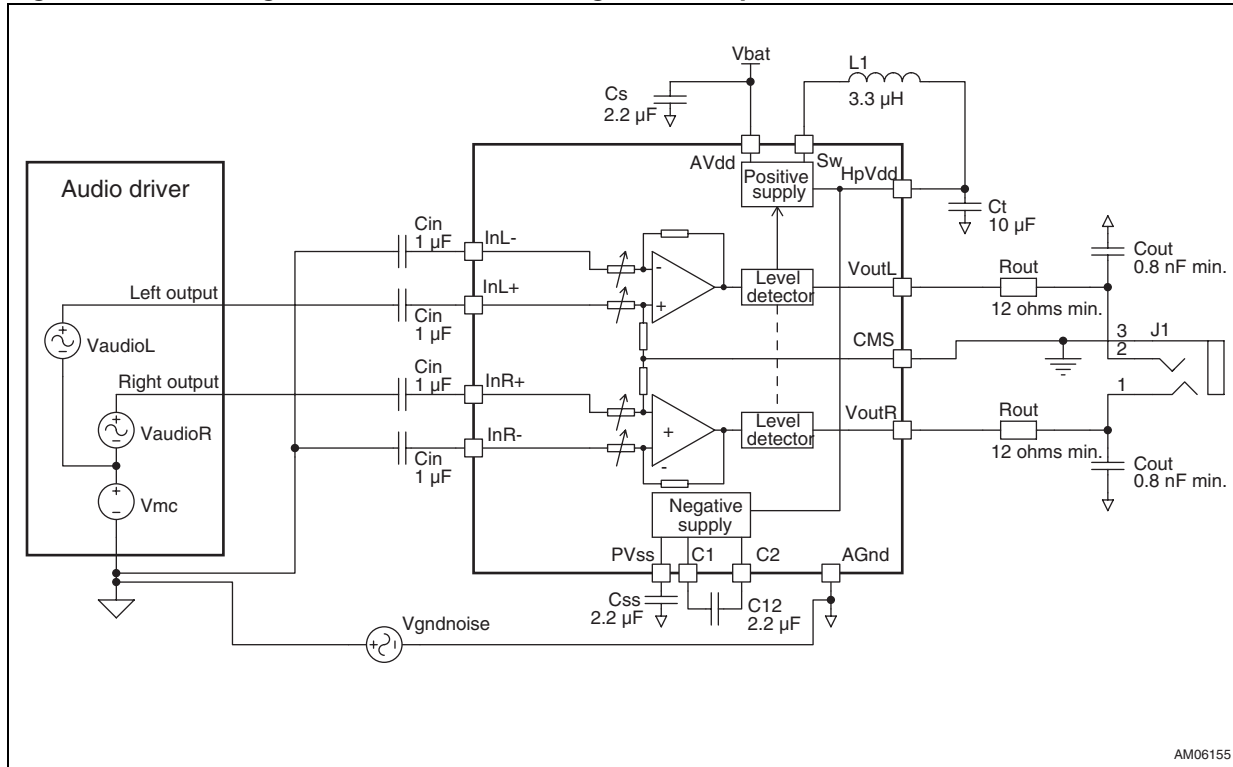 Vbat
L1
3.3 µH
Cs
2.2 µF
AVdd
Sw
HpVdd
Positive
supply
Ct
10 µF
Audio driver
Cin
1 µF
InL-
Left output
Cin
1 µF
InL+
-
+
Level
detector
VoutL
Rout
12 ohms min.
Cout
0.8 nF min.
+
-
VaudioL
CMS
3
2
J1
1
Right output
Cin
1 µF
InR+
+
-
VaudioR
Cin
1 µF
InR-
+
-
Level
detector
VoutR
Rout
12 ohms min.
Cout
0.8 nF min.
+
-
Vmc
Negative
supply
PVss
C1
C2
AGnd
Css
2.2 µF
C12
2.2 µF
Vgndnoise
+
-
AM06155